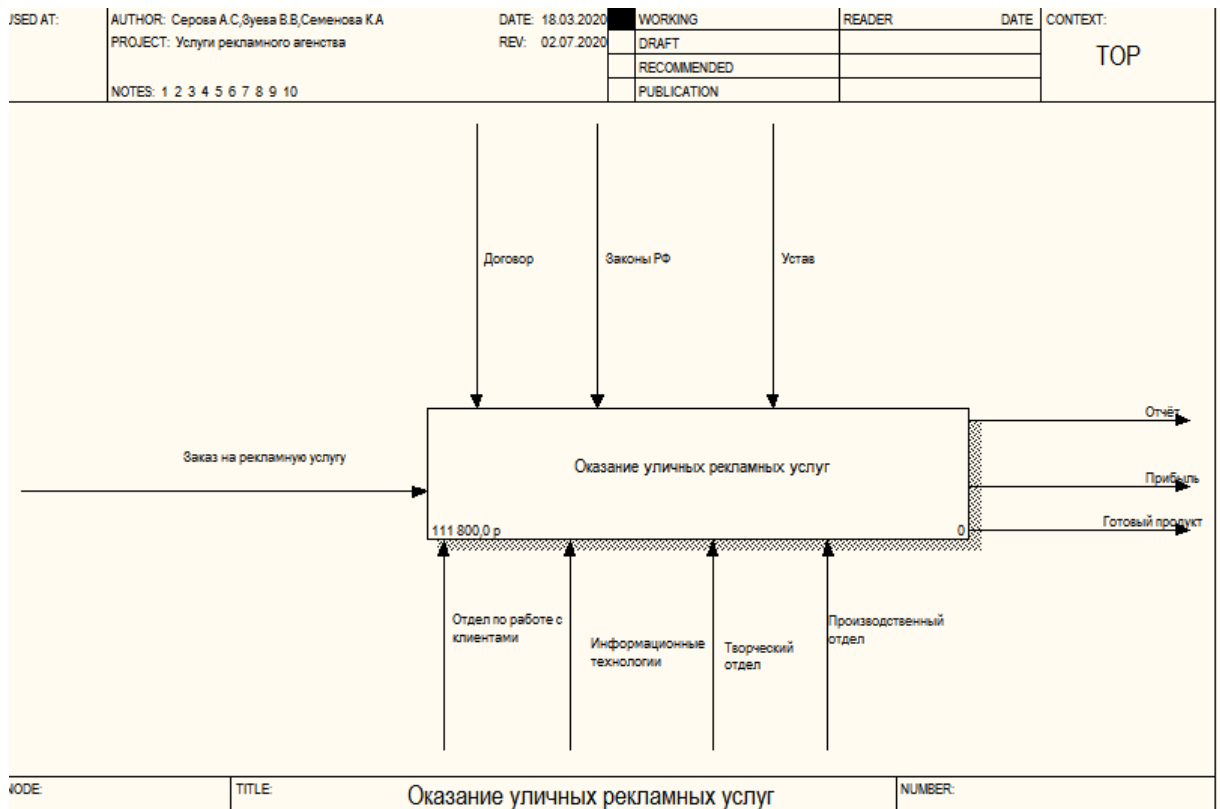 USED AT:
AUTHOR: Серова А.С,Зуева В.В,Семенова К.А
DATE: 18.03.2020
WORKING
READER
DATE
CONTEXT:
PROJECT: Услуги рекламного агенства
REV: 02.07.2020
DRAFT
TOP
RECOMMENDED
NOTES: 1 2 3 4 5 6 7 8 9 10
PUBLICATION
Договор
Законы РФ
Устав
Отчёт
Заказ на рекламную услугу
Оказание уличных рекламных услуг
Прибыль
Готовый продукт
111 800,0 р
0
Отдел по работе с
клиентами
Информационные
технологии
Творческий
отдел
Производственный
отдел
NODE:
TITLE:
Оказание уличных рекламных услуг
NUMBER: